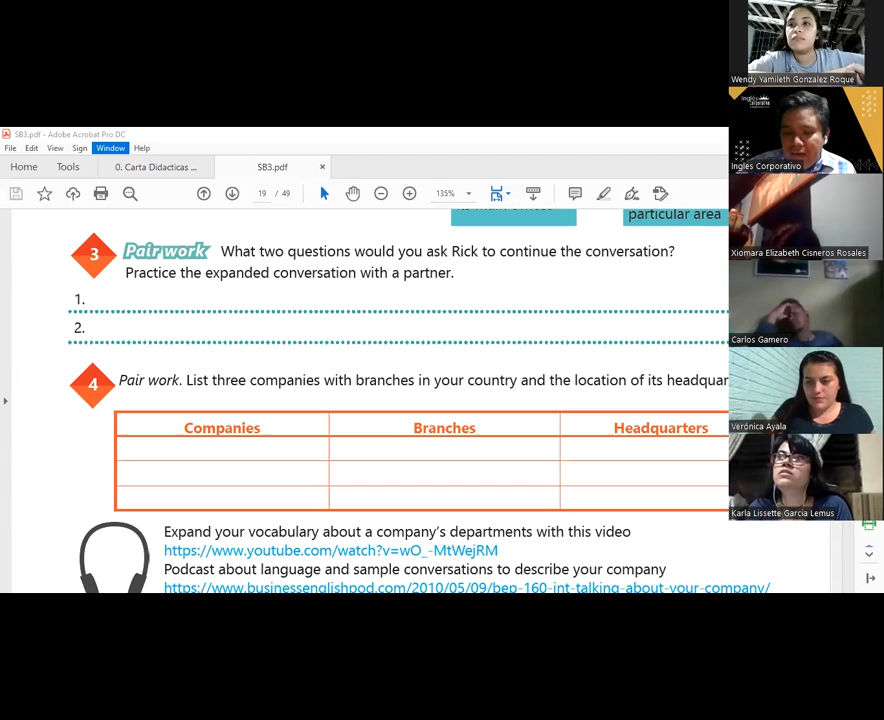 SB3.pdf - Adobe Acrobat Pro DC
File Edit View Sign Window Help
Home Tools 0. Carta Didacticas ... SB3.pdf ×
19 / 49 135%
particular area
3 Pair work What two questions would you ask Rick to continue the conversation?
Practice the expanded conversation with a partner.
1.
2.
4 Pair work. List three companies with branches in your country and the location of its headquar
Companies Branches Headquarters
Expand your vocabulary about a company's departments with this video
https://www.youtube.com/watch?v=wO_-MtWejRM
Podcast about language and sample conversations to describe your company
https://www.businessenglishpod.com/2010/05/09/bep-160-int-talking-about-your-company/
Wendy Yamileth Gonzalez Roque
Inglés
corporativo
Ingles Corporativo
Xiomara Elizabeth Cisneros Rosales
Carlos Gamero
Verónica Ayala
Karla Lissette Garcia Lemus